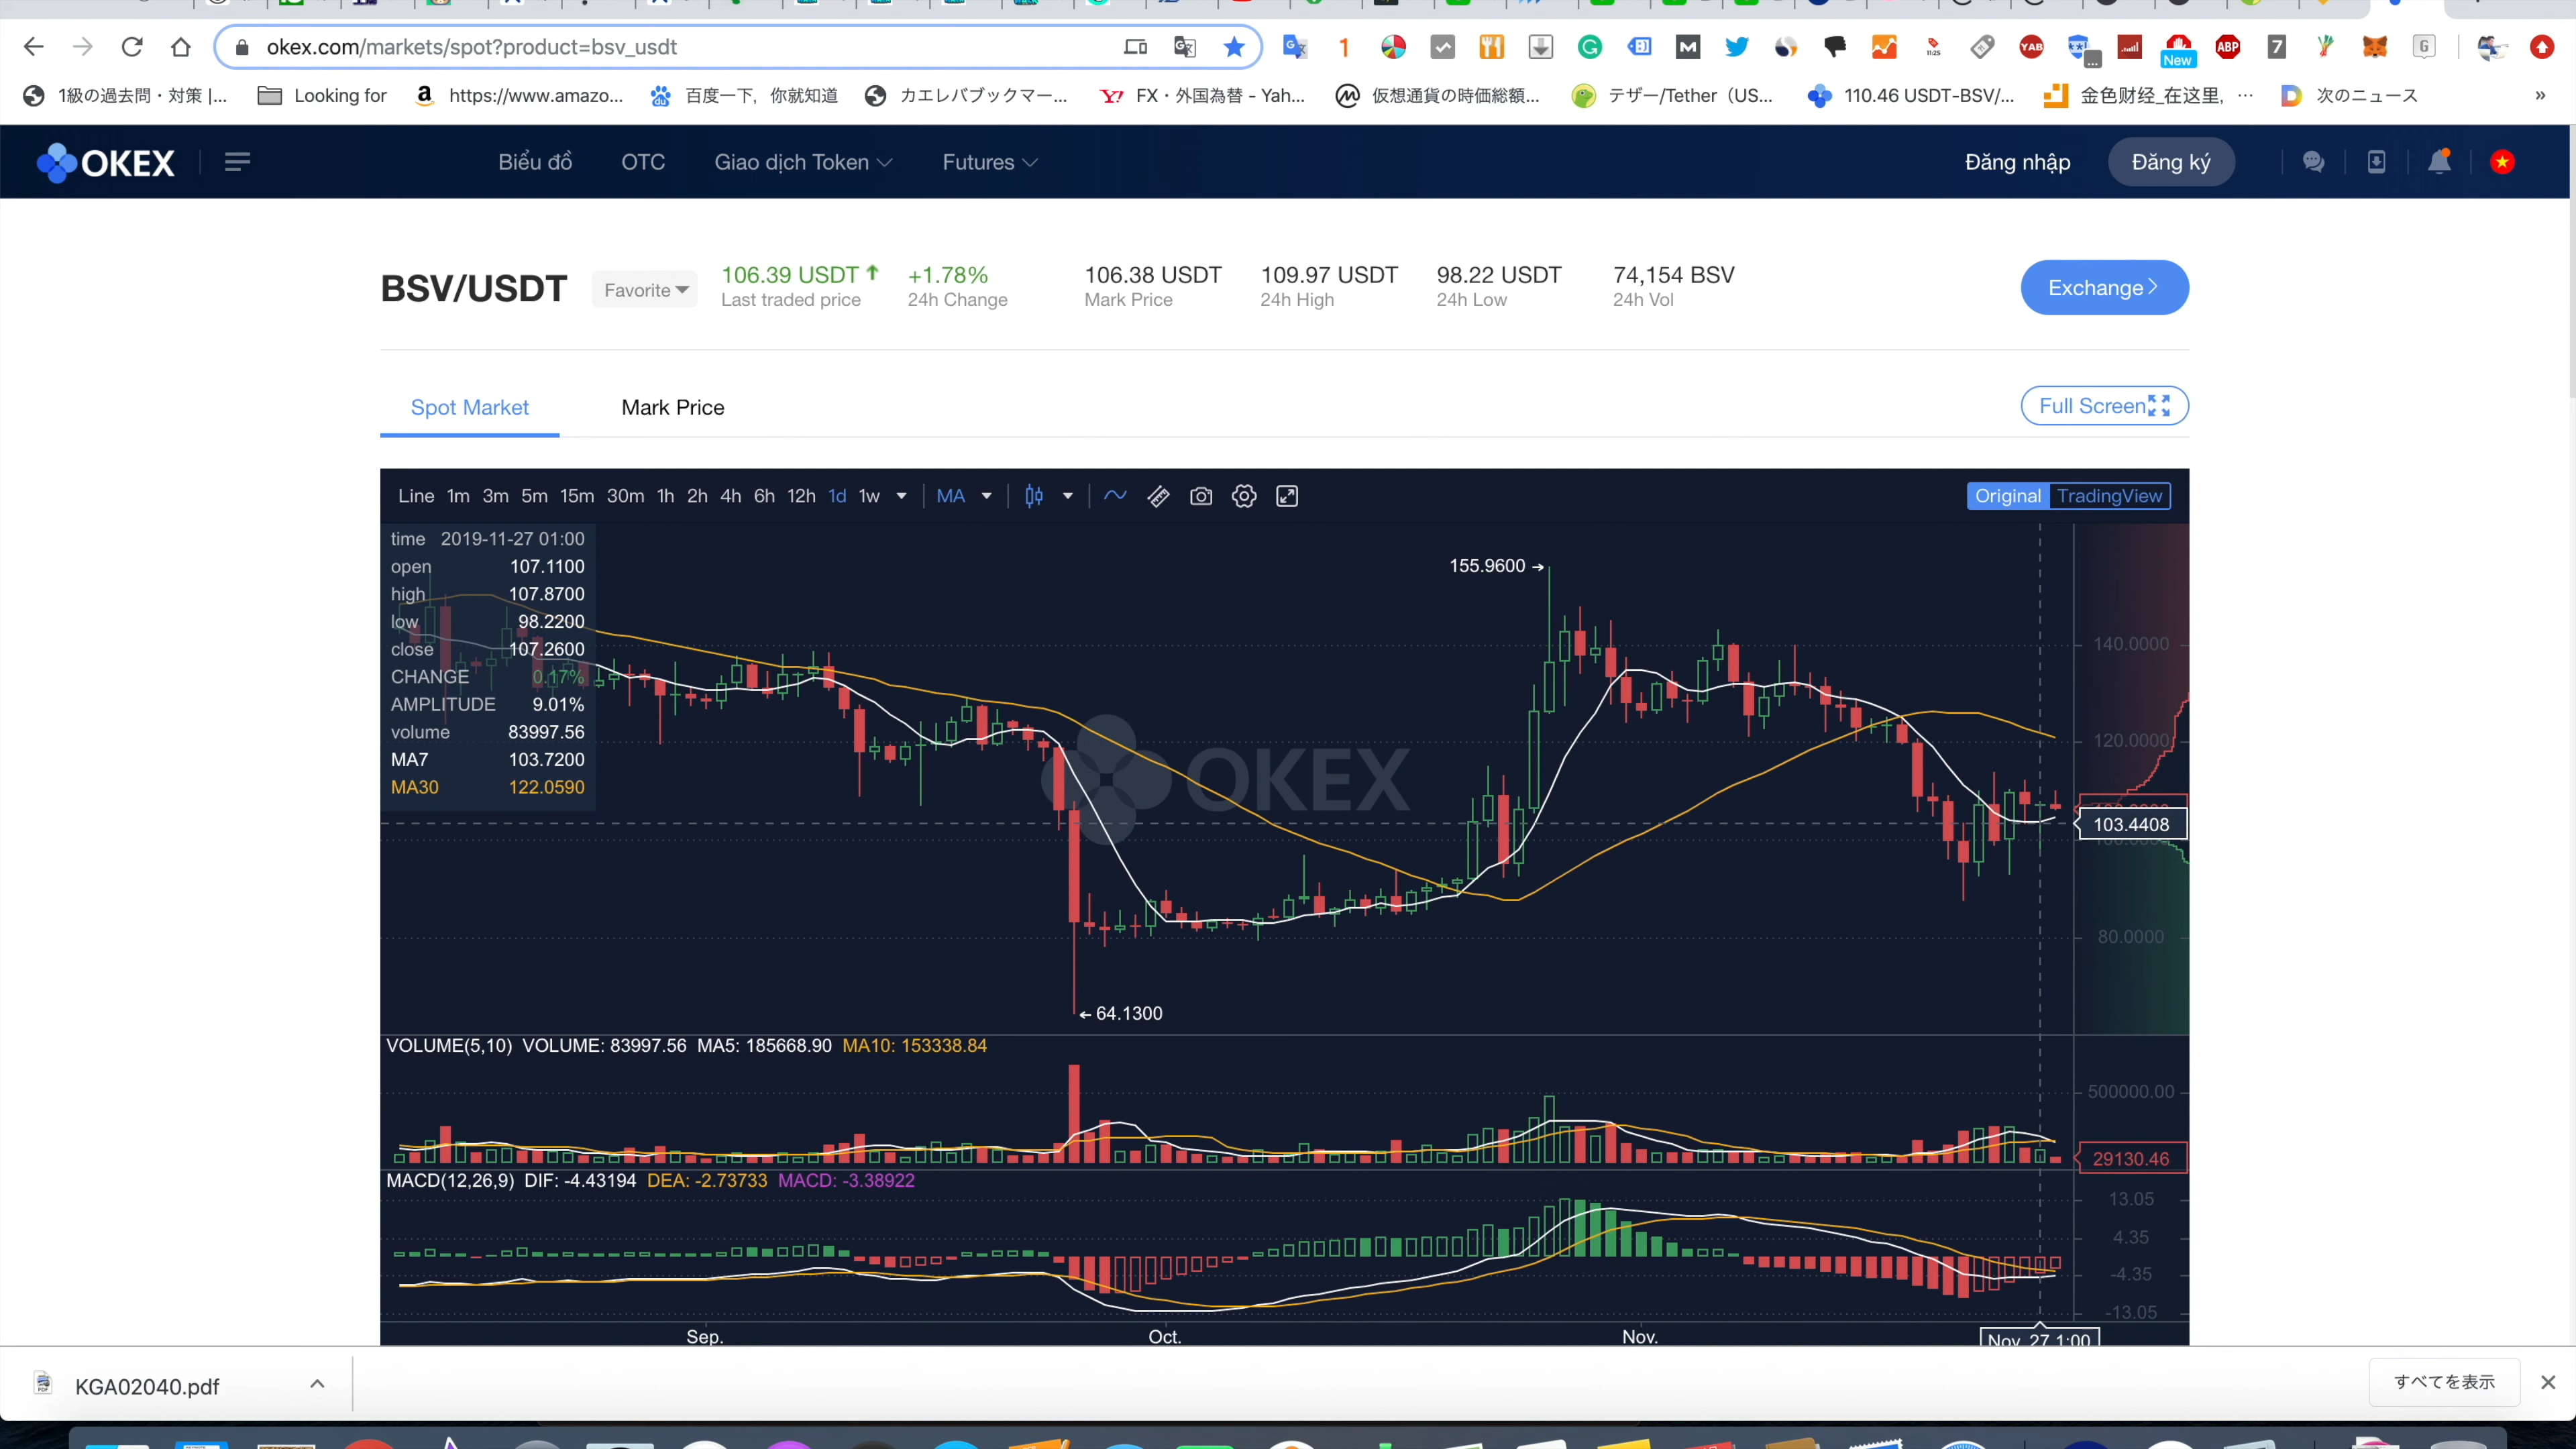 okex.com/markets/spot?product=bsv_usdt
1級の過去問・対策 |... Looking for https://www.amazo... 百度一下，你就知道 カエレバブックマー... FX・外国為替 - Yah... 仮想通貨の時価総額... テザー/Tether（US... 110.46 USDT-BSV/... 金色财经_在这里， … 次のニュース »
OKEX Biểu đồ OTC Giao dịch Token Futures Đăng nhập Đăng ký
BSV/USDT Favorite 106.39 USDT +1.78% 106.38 USDT 109.97 USDT 98.22 USDT 74,154 BSV Exchange
Last traded price 24h Change Mark Price 24h High 24h Low 24h Vol
Spot Market Mark Price Full Screen
Line 1m 3m 5m 15m 30m 1h 2h 4h 6h 12h 1d 1w MA Original TradingView
time 2019-11-27 01:00
open 107.1100
high 107.8700
low 98.2200
close 107.2600
CHANGE 0.17%
AMPLITUDE 9.01%
volume 83997.56
MA7 103.7200
MA30 122.0590
155.9600
64.1300
OKEX
140.0000
120.0000
103.4408
80.0000
VOLUME(5,10) VOLUME: 83997.56 MA5: 185668.90 MA10: 153338.84
500000.00
29130.46
MACD(12,26,9) DIF: -4.43194 DEA: -2.73733 MACD: -3.38922
13.05
4.35
-4.35
-13.05
Sep. Oct. Nov. Nov. 27 1:00
KGA02040.pdf すべてを表示